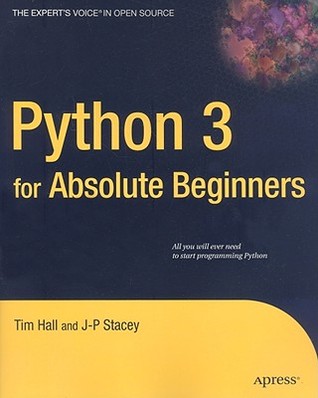 THE EXPERT'S VOICE® IN OPEN SOURCE
Python 3
for Absolute Beginners
All you will ever need
to start programming Python
Tim Hall and J-P Stacey
Apress®